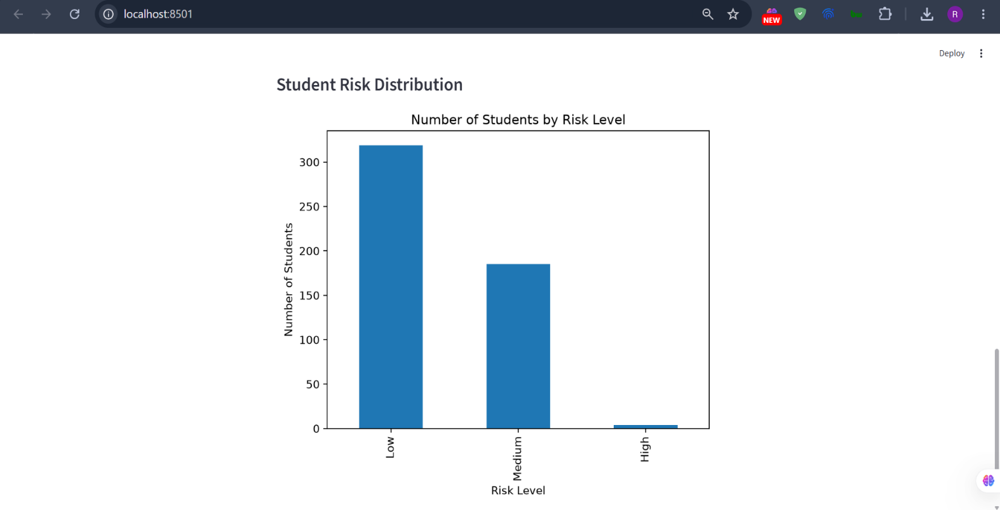 localhost:8501
NEW
R
Deploy
Student Risk Distribution
Number of Students by Risk Level
300
250
200
150
100
50
0
Number of Students
Low
Medium
High
Risk Level